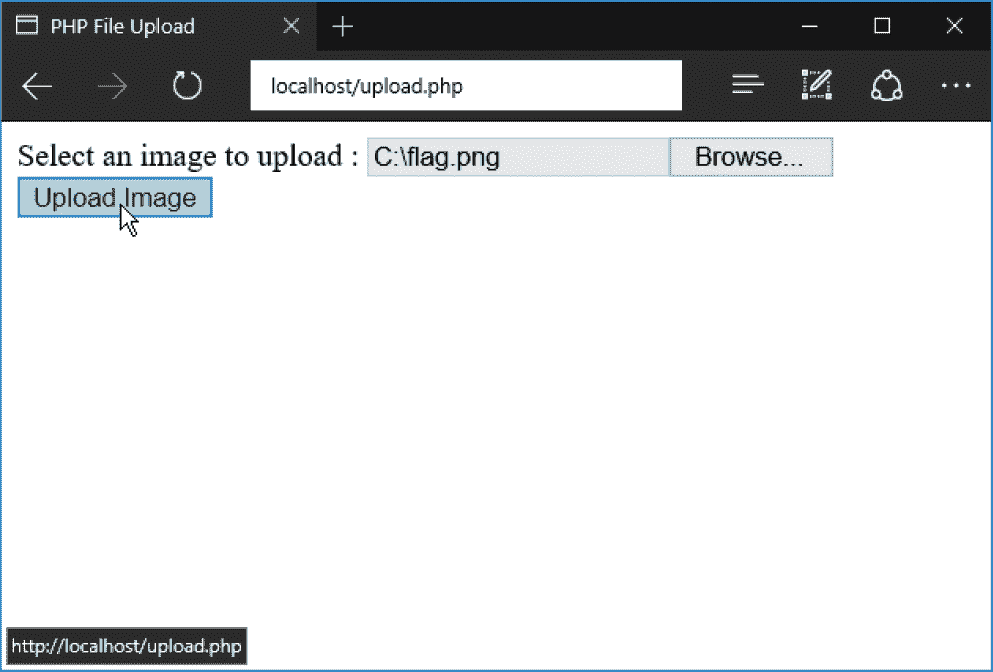 PHP File Upload
localhost/upload.php
Select an image to upload : C:\flag.png Browse...
Upload Image
http://localhost/upload.php